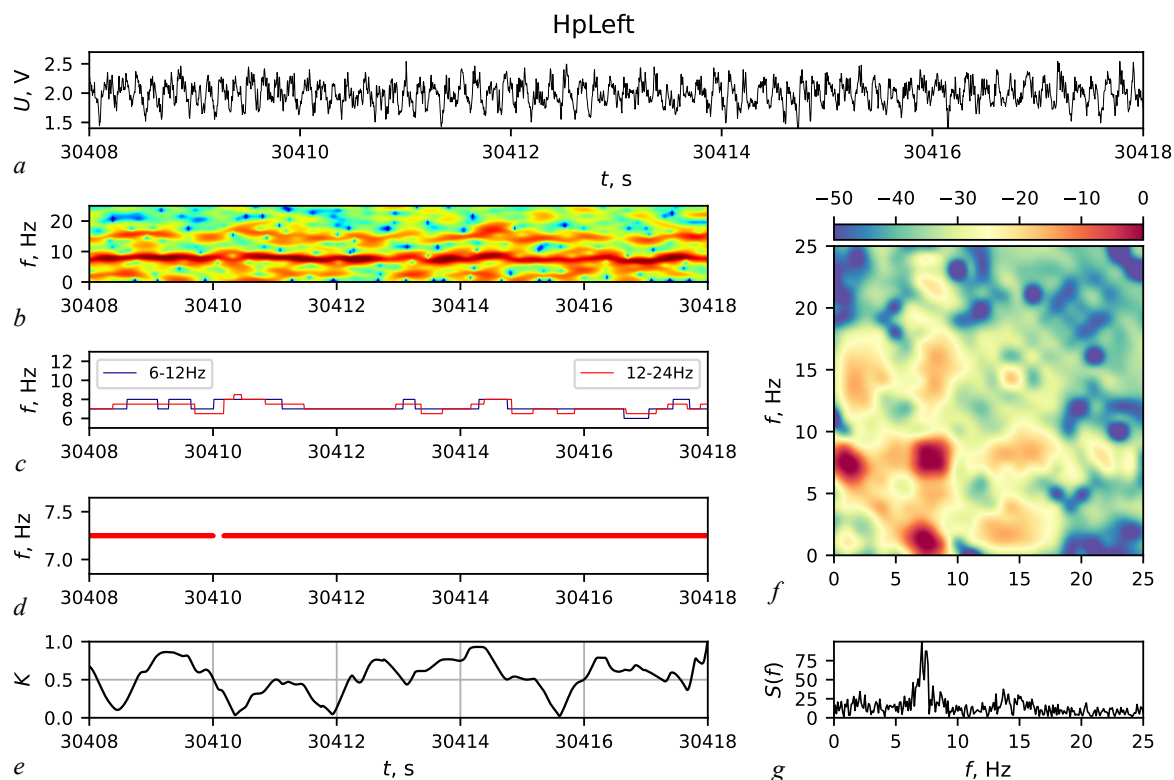 HpLeft
2.5
2.0
1.5
U, V
30408 30410 30412 30414 30416 30418
a
t, s
20
10
0
f, Hz
30408 30410 30412 30414 30416 30418
b
12
10
8
6
f, Hz
6-12Hz 12-24Hz
30408 30410 30412 30414 30416 30418
c
7.5
7.0
f, Hz
30408 30410 30412 30414 30416 30418
d
1.0
0.5
0.0
K
30408 30410 30412 30414 30416 30418
e
t, s
−50 −40 −30 −20 −10 0
25
20
15
10
5
0
f, Hz
0 5 10 15 20 25
f
75
50
25
0
S(f)
0 5 10 15 20 25
g
f, Hz